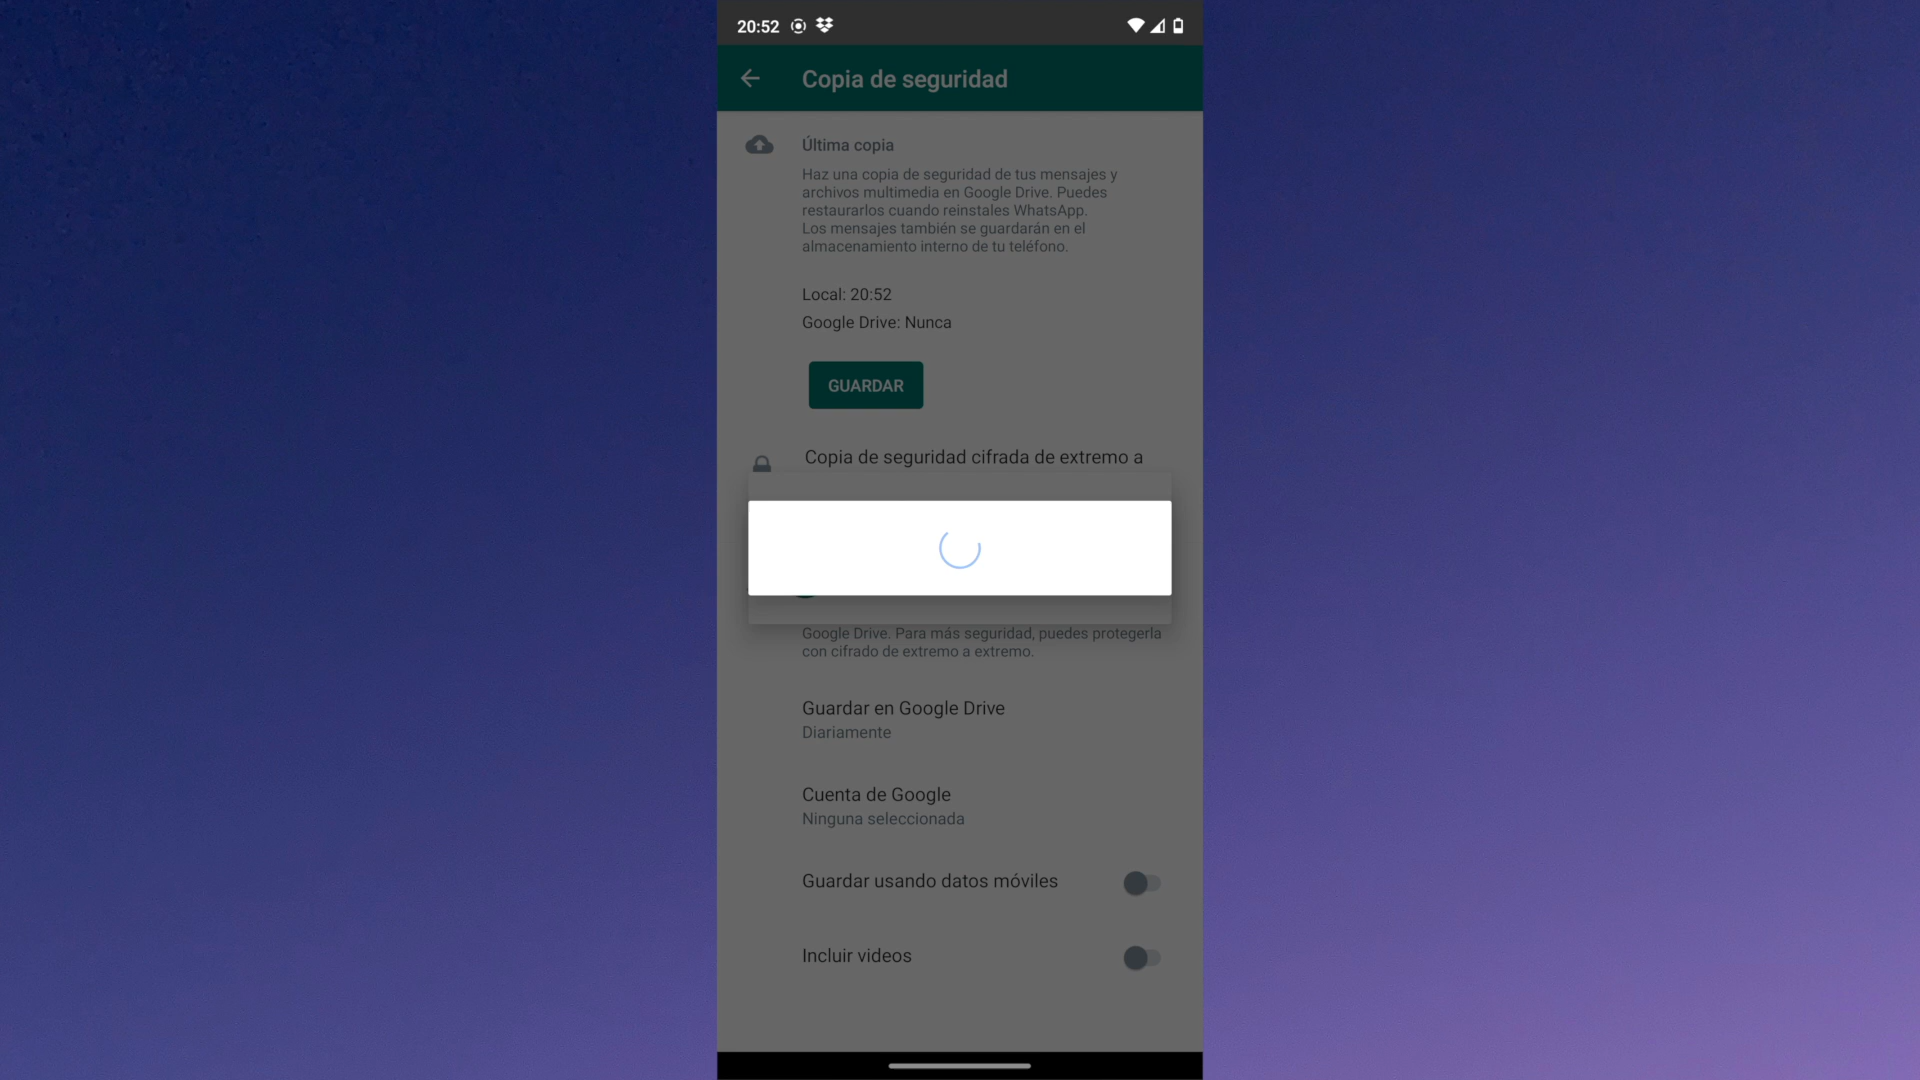 20:52
Copia de seguridad
Última copia
Haz una copia de seguridad de tus mensajes y
archivos multimedia en Google Drive. Puedes
restaurarlos cuando reinstales WhatsApp.
Los mensajes también se guardarán en el
almacenamiento interno de tu teléfono.
Local: 20:52
Google Drive: Nunca
GUARDAR
Copia de seguridad cifrada de extremo a
Google Drive. Para más seguridad, puedes protegerla
con cifrado de extremo a extremo.
Guardar en Google Drive
Diariamente
Cuenta de Google
Ninguna seleccionada
Guardar usando datos móviles
Incluir videos